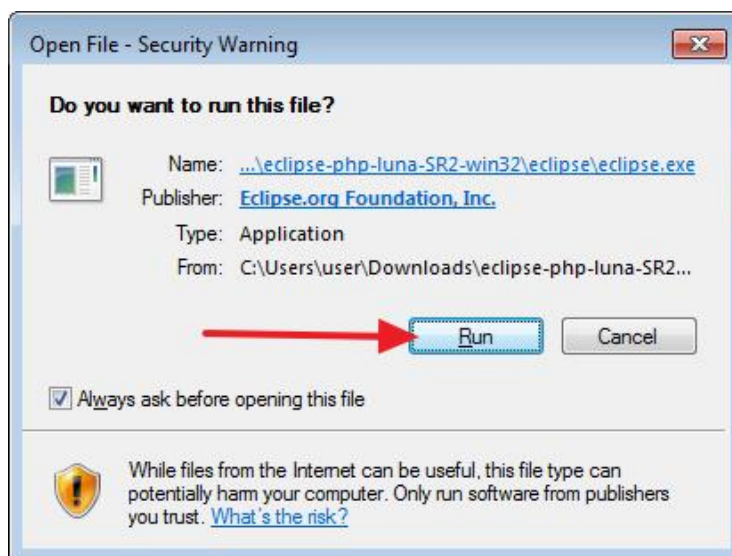 Open File - Security Warning
Do you want to run this file?
Name: ...\eclipse-php-luna-SR2-win32\eclipse\eclipse.exe
Publisher: Eclipse.org Foundation, Inc.
Type: Application
From: C:\Users\user\Downloads\eclipse-php-luna-SR2...
Run Cancel
Always ask before opening this file
While files from the Internet can be useful, this file type can
potentially harm your computer. Only run software from publishers
you trust. What's the risk?